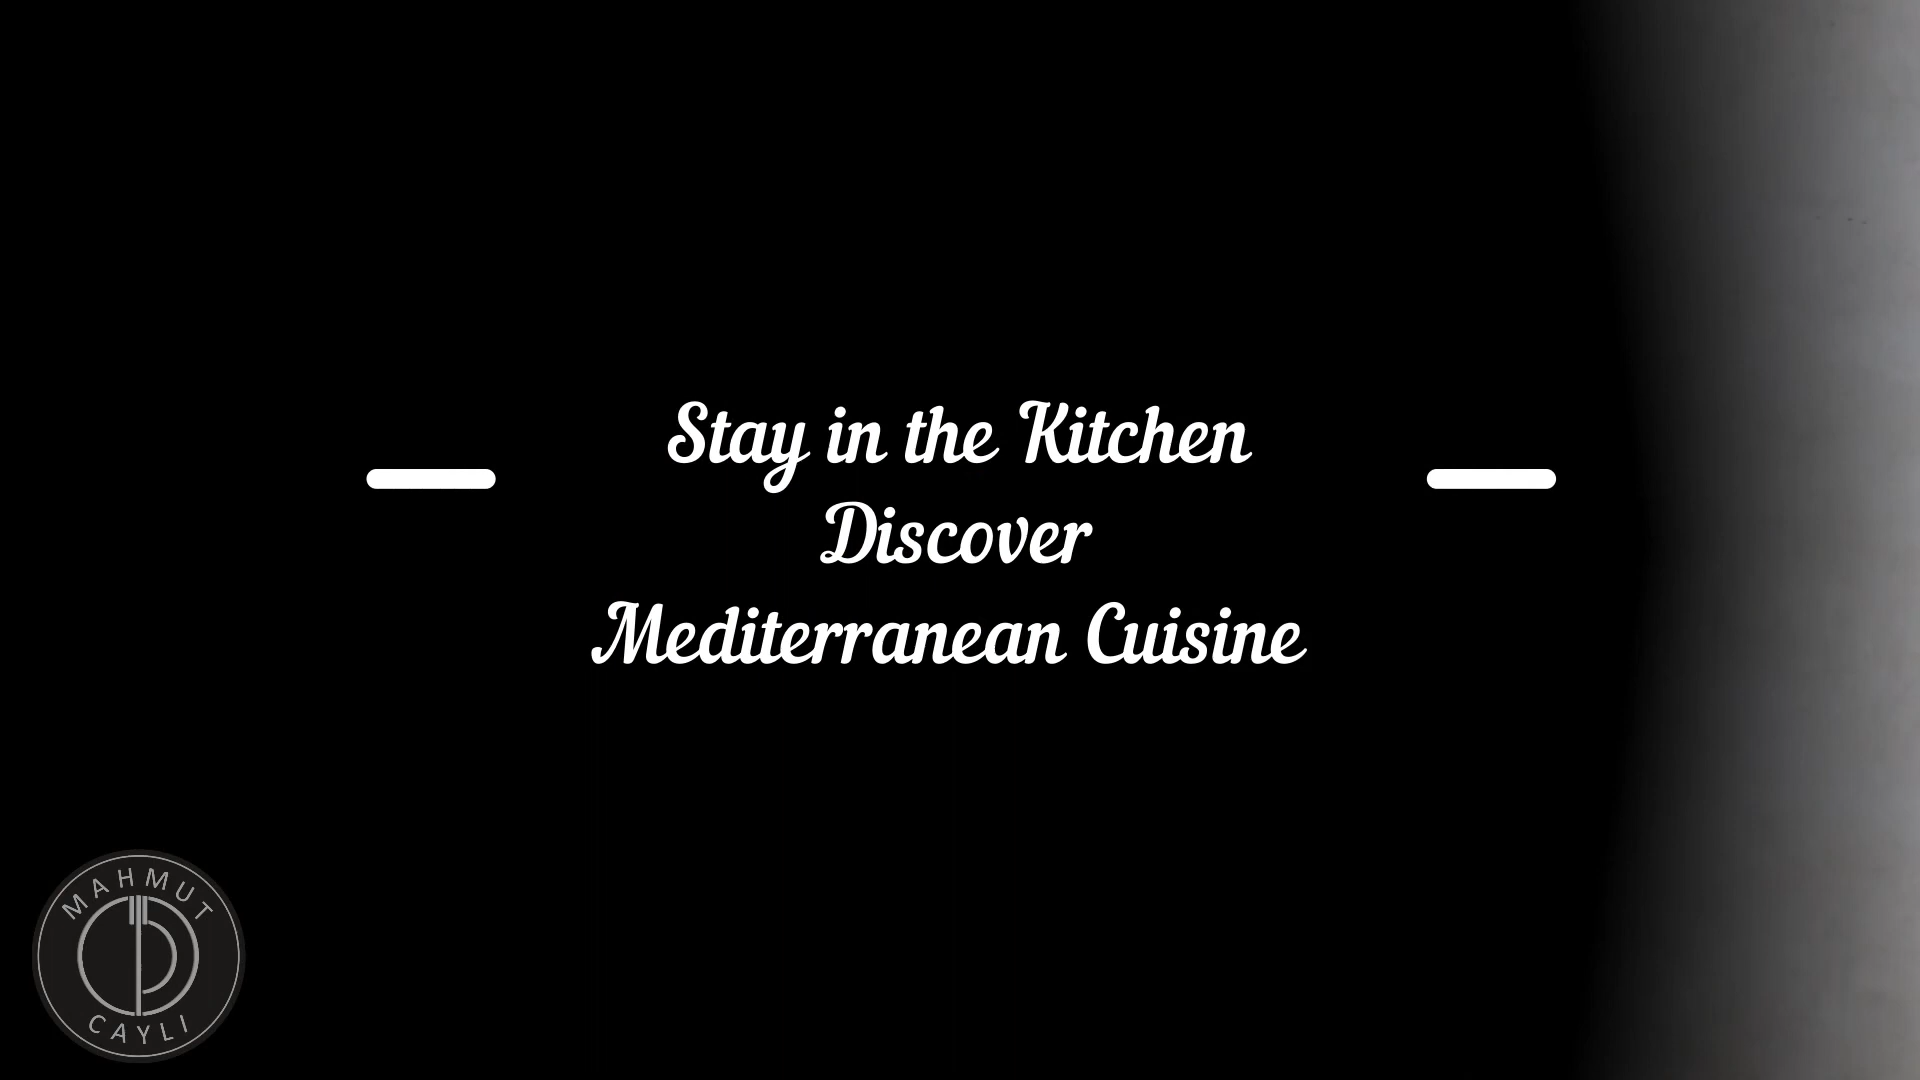 Stay in the Kitchen
Discover
Mediterranean Cuisine
MAHMUT
CAYLI